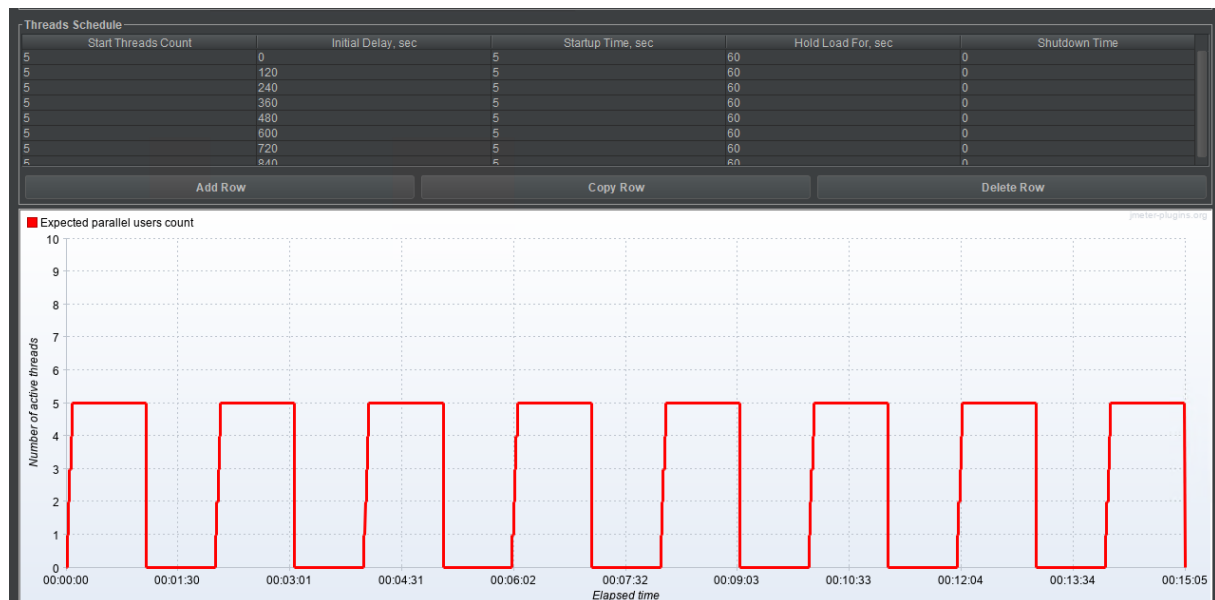 Threads Schedule
Start Threads Count Initial Delay, sec Startup Time, sec Hold Load For, sec Shutdown Time
5 0 5 60 0
5 120 5 60 0
5 240 5 60 0
5 360 5 60 0
5 480 5 60 0
5 600 5 60 0
5 720 5 60 0
5 840 5 60 0
Add Row Copy Row Delete Row
jmeter-plugins.org
Expected parallel users count
10
9
8
7
6
5
4
3
2
1
0
Number of active threads
00:00:00 00:01:30 00:03:01 00:04:31 00:06:02 00:07:32 00:09:03 00:10:33 00:12:04 00:13:34 00:15:05
Elapsed time